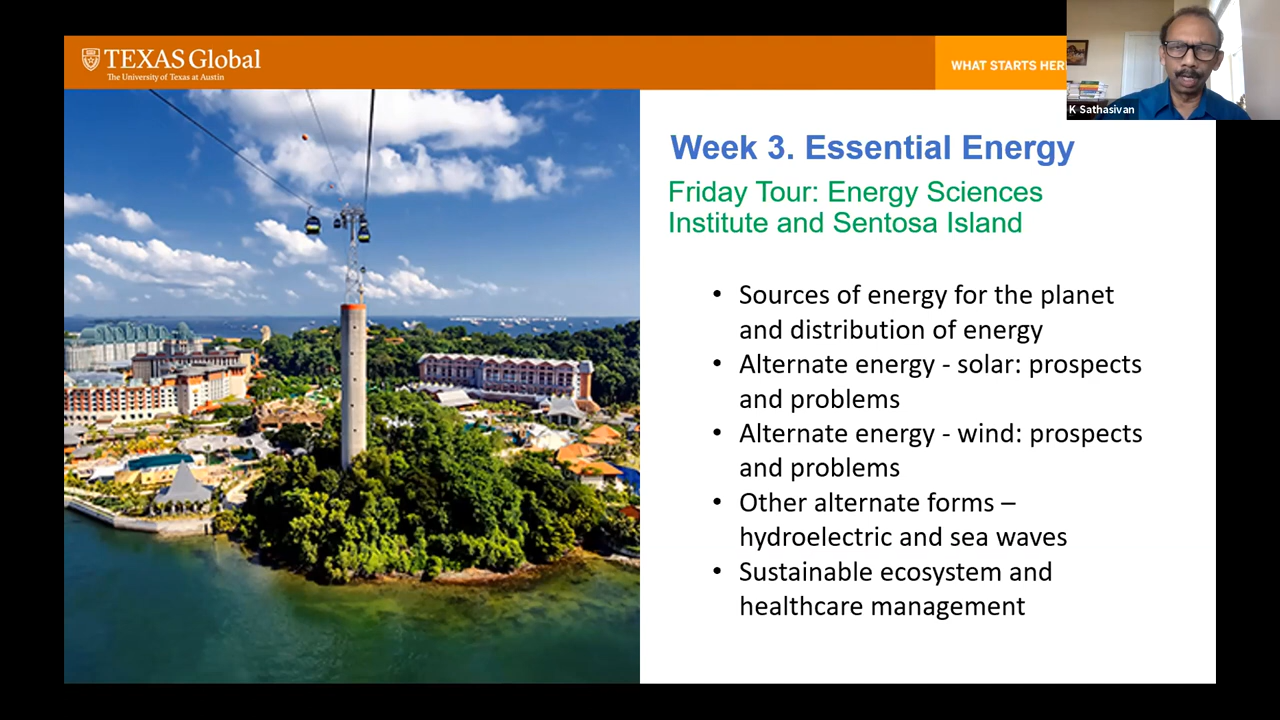 TEXAS Global
The University of Texas at Austin
WHAT STARTS HER
K Sathasivan
Week 3. Essential Energy
Friday Tour: Energy Sciences
Institute and Sentosa Island
• Sources of energy for the planet
and distribution of energy
• Alternate energy - solar: prospects
and problems
• Alternate energy - wind: prospects
and problems
• Other alternate forms –
hydroelectric and sea waves
• Sustainable ecosystem and
healthcare management